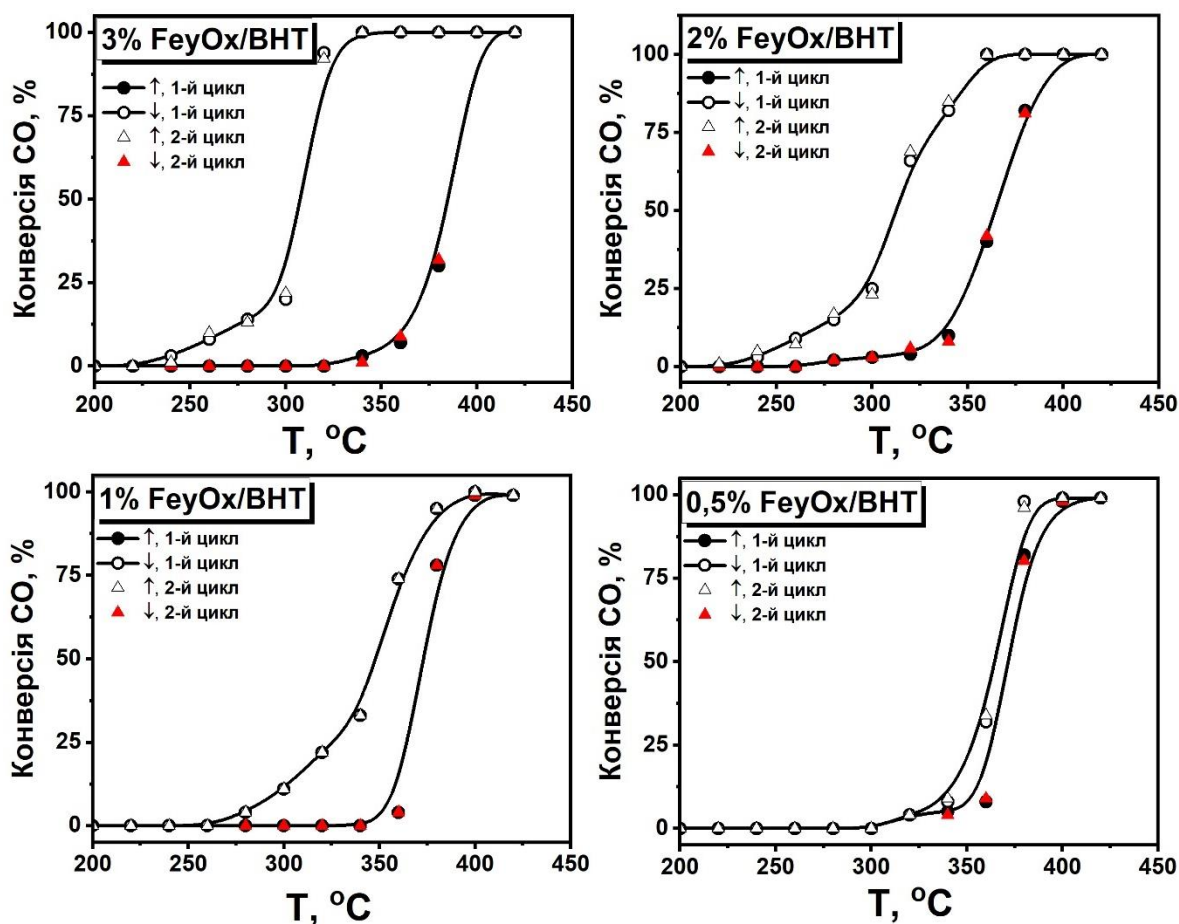 3% FeyOx/BHT
↑, 1-й цикл
↓, 1-й цикл
↑, 2-й цикл
↓, 2-й цикл
Конверсія СО, %
100
75
50
25
0
200 250 300 350 400 450
T, °C
2% FeyOx/BHT
↑, 1-й цикл
↓, 1-й цикл
↑, 2-й цикл
↓, 2-й цикл
Конверсія СО, %
100
75
50
25
0
200 250 300 350 400 450
T, °C
1% FeyOx/BHT
↑, 1-й цикл
↓, 1-й цикл
↑, 2-й цикл
↓, 2-й цикл
Конверсія СО, %
100
75
50
25
0
200 250 300 350 400 450
T, °C
0,5% FeyOx/BHT
↑, 1-й цикл
↓, 1-й цикл
↑, 2-й цикл
↓, 2-й цикл
Конверсія СО, %
100
75
50
25
0
200 250 300 350 400 450
T, °C